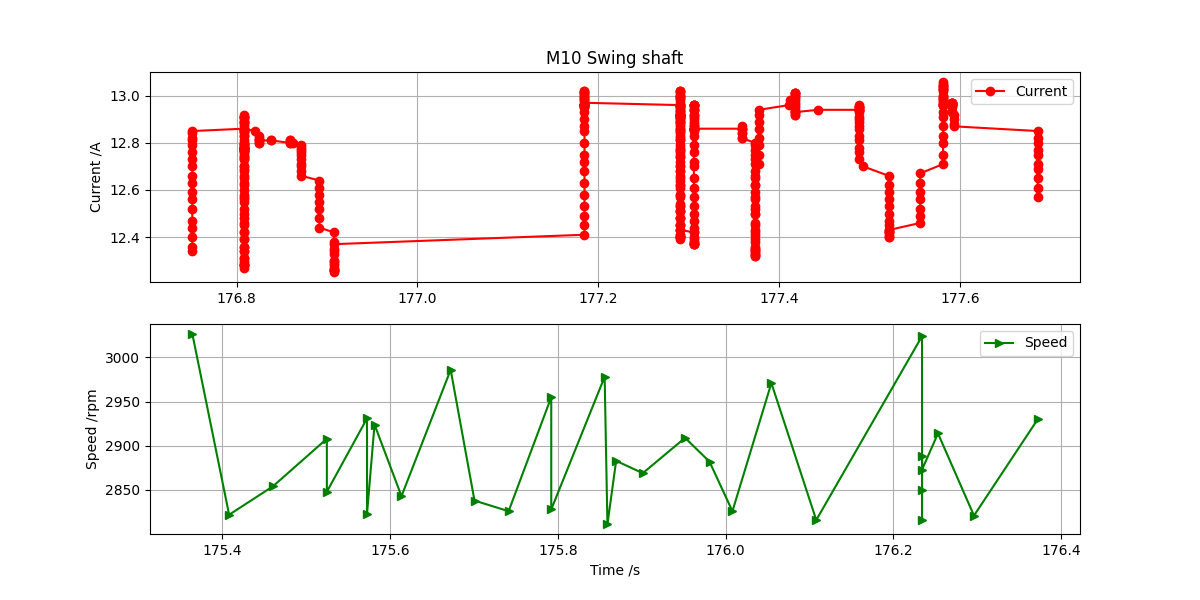 M10 Swing shaft
Current /A
13.0
12.8
12.6
12.4
Current
176.8 177.0 177.2 177.4 177.6
Speed /rpm
3000
2950
2900
2850
Speed
175.4 175.6 175.8 176.0 176.2 176.4
Time /s